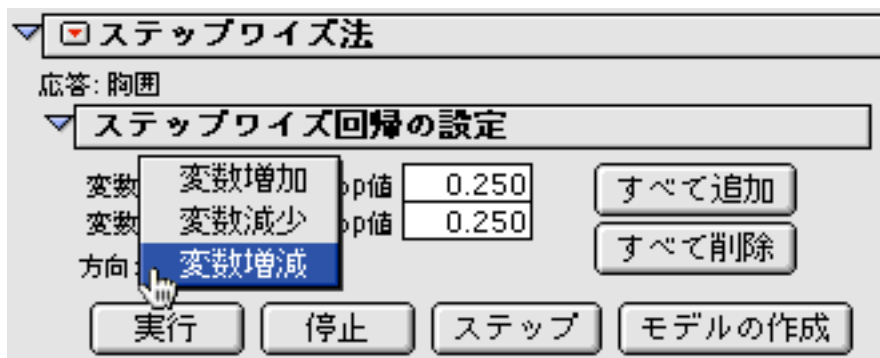 ステップワイズ法
応答: 胸囲
ステップワイズ回帰の設定
変数 p値 0.250 すべて追加
変数 p値 0.250 すべて削除
方向:
変数増加
変数減少
変数増減
実行 停止 ステップ モデルの作成